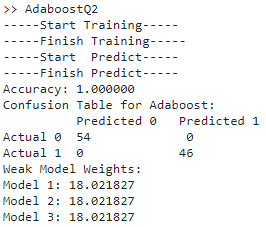 >> AdaboostQ2
-----Start Training-----
-----Finish Training-----
-----Start  Predict-----
-----Finish Predict-----
Accuracy: 1.000000
Confusion Table for Adaboost:
          Predicted 0   Predicted 1
Actual 0  54             0
Actual 1  0             46
Weak Model Weights:
Model 1: 18.021827
Model 2: 18.021827
Model 3: 18.021827